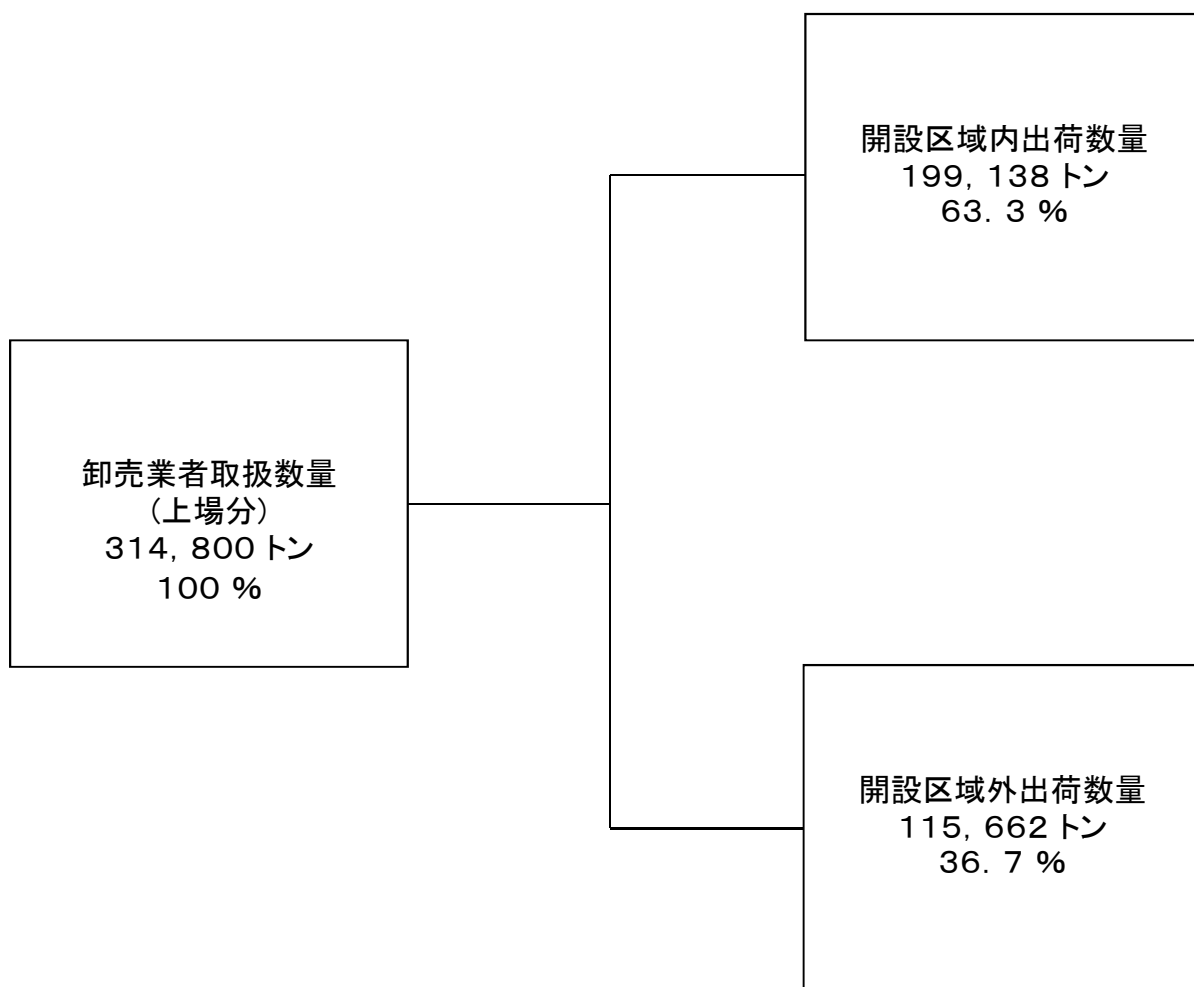 開設区域内出荷数量
199, 138 トン
63. 3 %
卸売業者取扱数量
(上場分)
314, 800 トン
100 %
開設区域外出荷数量
115, 662 トン
36. 7 %